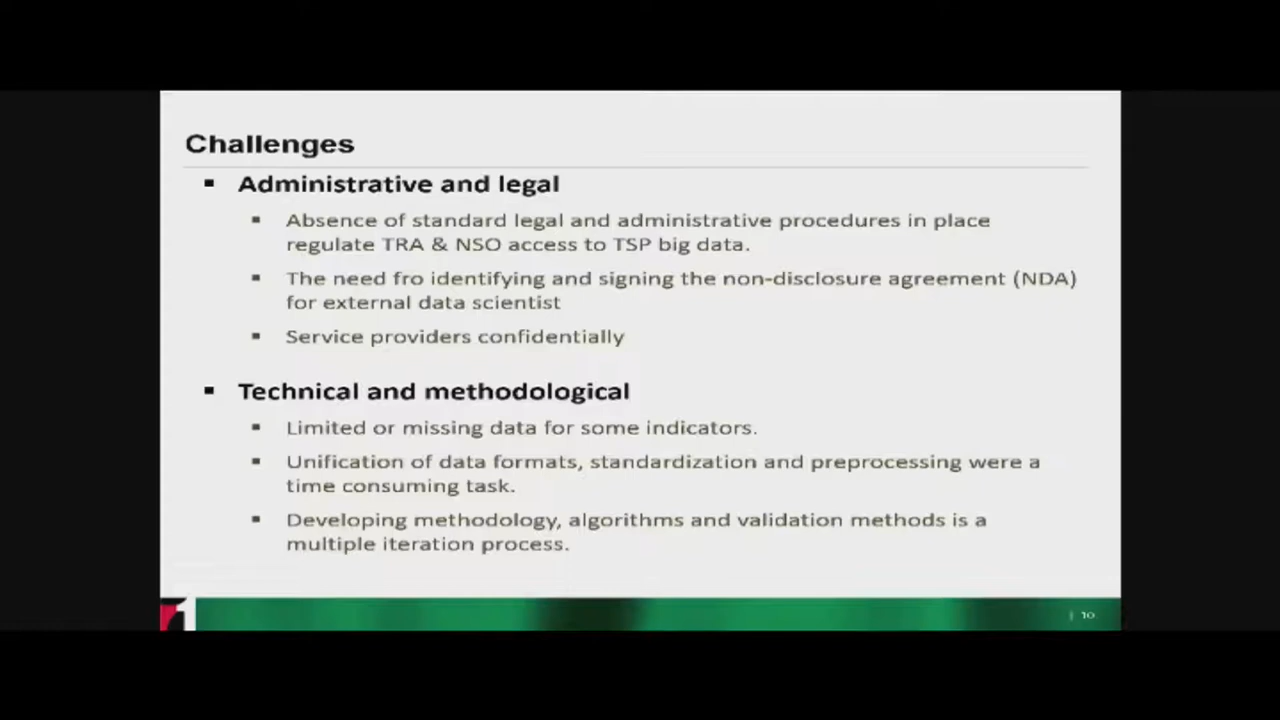 Challenges
▪ Administrative and legal
▪ Absence of standard legal and administrative procedures in place
regulate TRA & NSO access to TSP big data.
▪ The need fro identifying and signing the non-disclosure agreement (NDA)
for external data scientist
▪ Service providers confidentially
▪ Technical and methodological
▪ Limited or missing data for some indicators.
▪ Unification of data formats, standardization and preprocessing were a
time consuming task.
▪ Developing methodology, algorithms and validation methods is a
multiple iteration process.
| 10